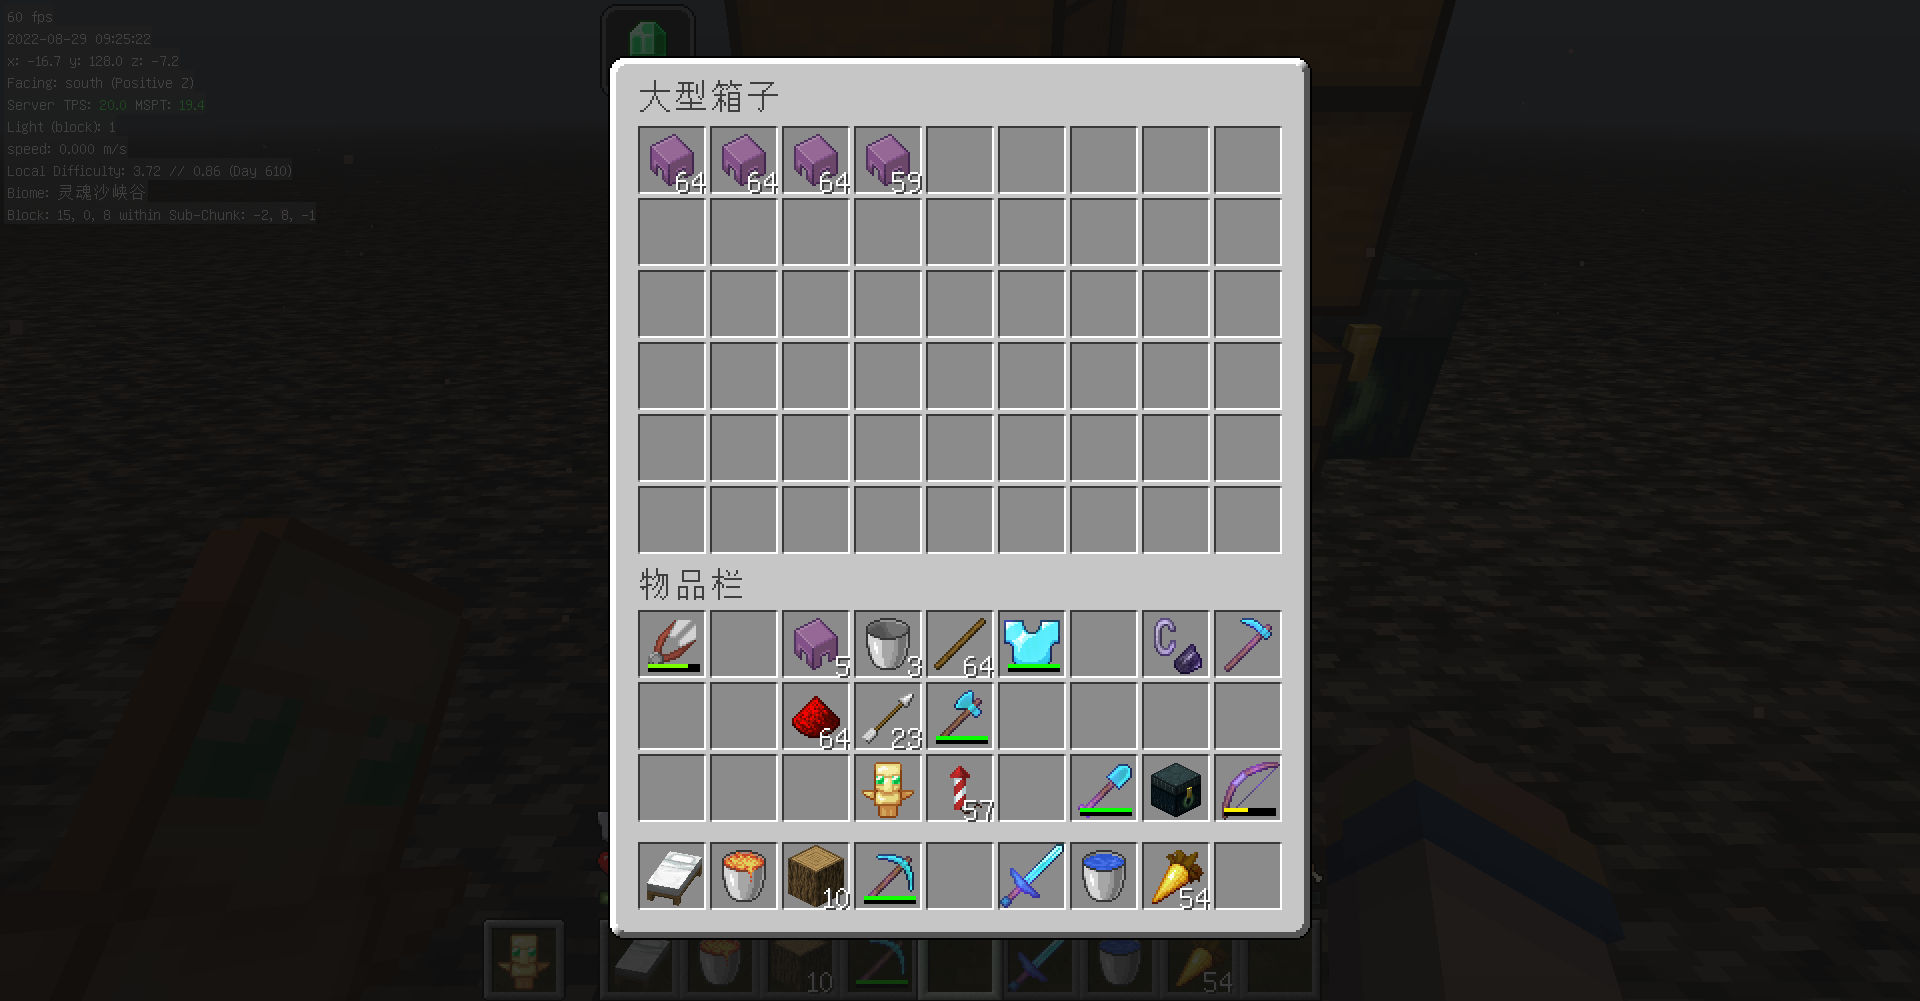 60 fps
2022-08-29 09:25:22
x: -16.7 y: 128.0 z: -7.2
Facing: south (Positive Z)
Server TPS: 20.0 MSPT: 19.4
Light (block): 1
speed: 0.000 m/s
Local Difficulty: 3.72 // 0.86 (Day 610)
Biome: 灵魂沙峡谷
Block: 15, 0, 8 within Sub-Chunk: -2, 8, -1
大型箱子
64 64 64 59
物品栏
5 3 64
64 23
57
10 54
10 54